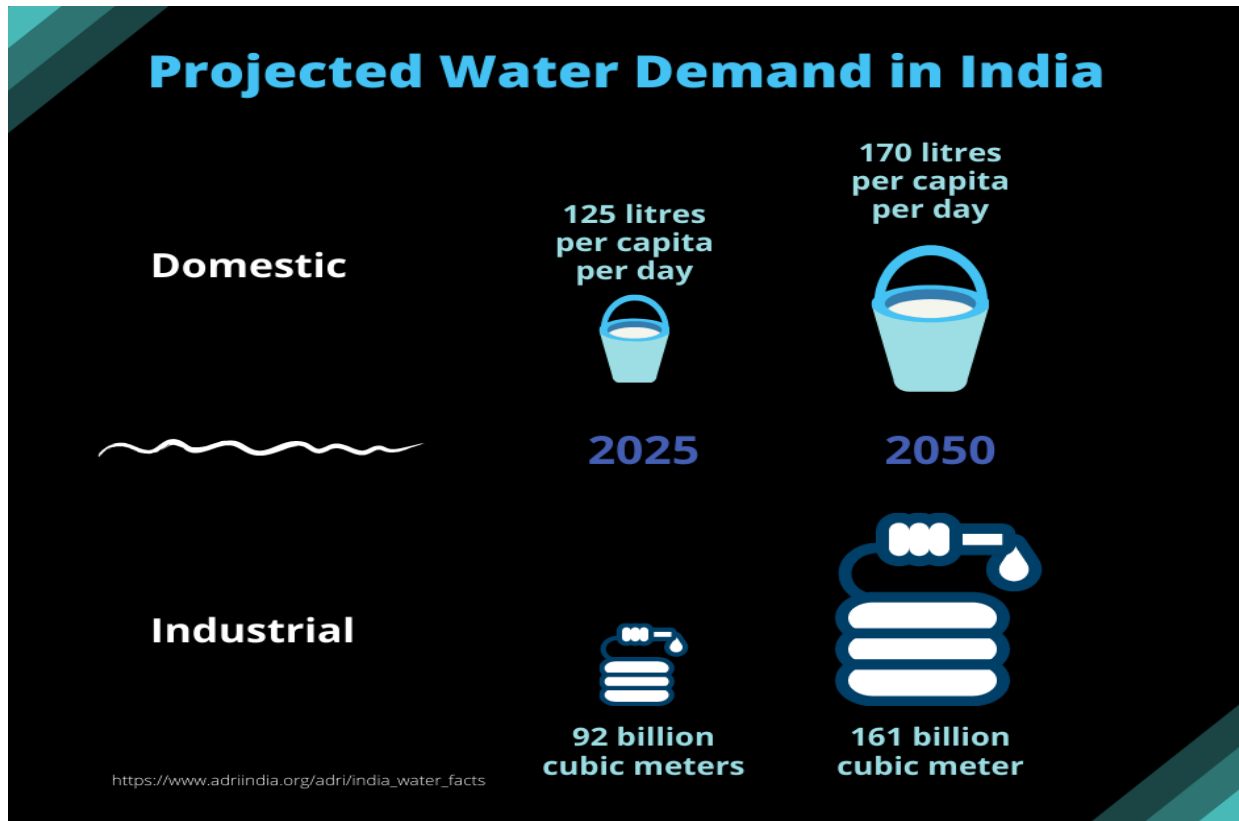 Projected Water Demand in India
170 litres
per capita
per day
125 litres
per capita
per day
Domestic
2025
2050
Industrial
92 billion
cubic meters
161 billion
cubic meter
https://www.adriindia.org/adri/india_water_facts